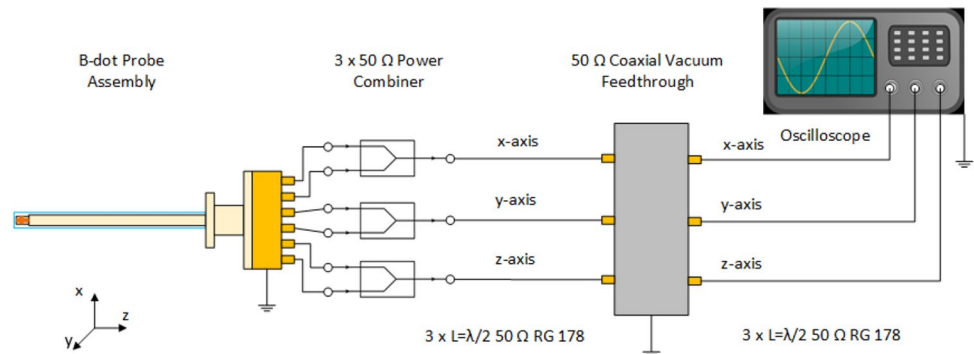 B-dot Probe
Assembly
3 x 50 Ω Power
Combiner
50 Ω Coaxial Vacuum
Feedthrough
Oscilloscope
x-axis
x-axis
y-axis
y-axis
z-axis
z-axis
x
z
y
3 x L=λ/2 50 Ω RG 178
3 x L=λ/2 50 Ω RG 178